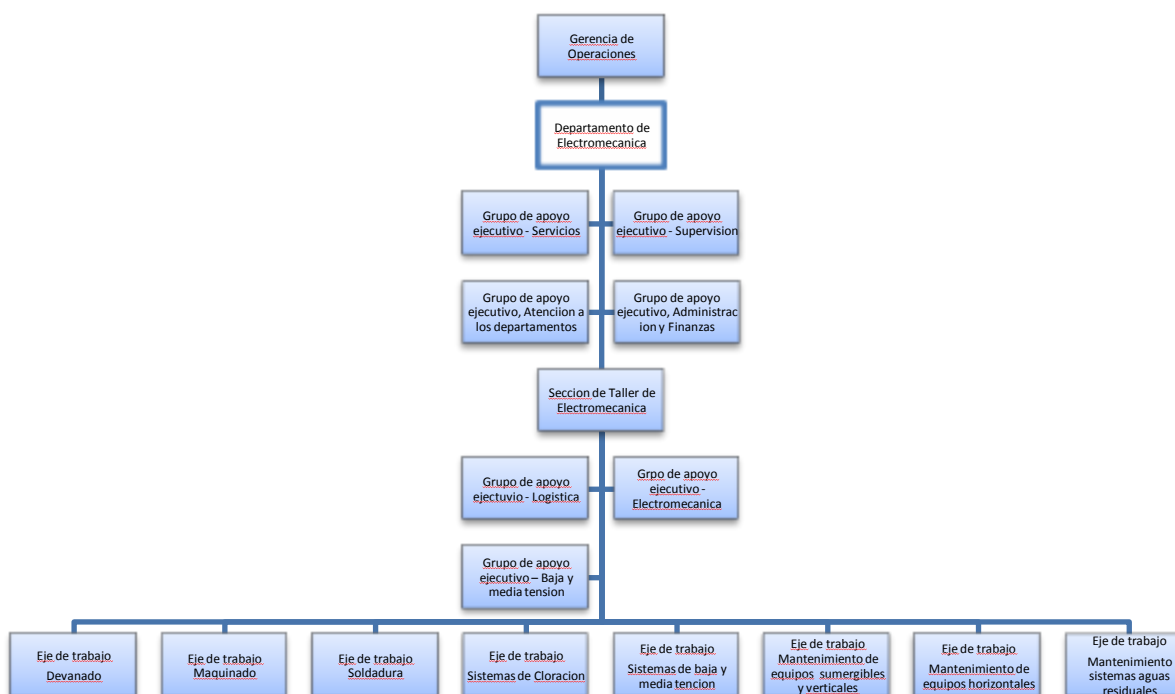 Gerencia de
Operaciones
Departamento de
Electromecanica
Grupo de apoyo
ejecutivo - Servicios
Grupo de apoyo
ejecutivo - Supervision
Grupo de apoyo
ejecutivo, Atenciion a
los departamentos
Grupo de apoyo
ejecutivo, Administrac
ion y Finanzas
Seccion de Taller de
Electromecanica
Grupo de apoyo
ejectuvio - Logistica
Grpo de apoyo
ejecutivo -
Electromecanica
Grupo de apoyo
ejecutivo – Baja y
media tension
Eje de trabajo
Devanado
Eje de trabajo
Maquinado
Eje de trabajo
Soldadura
Eje de trabajo
Sistemas de Cloracion
Eje de trabajo
Sistemas de baja y
media tencion
Eje de trabajo
Mantenimiento de
equipos sumergibles
y verticales
Eje de trabajo
Mantenimiento de
equipos horizontales
Eje de trabajo
Mantenimiento
sistemas aguas
residuales